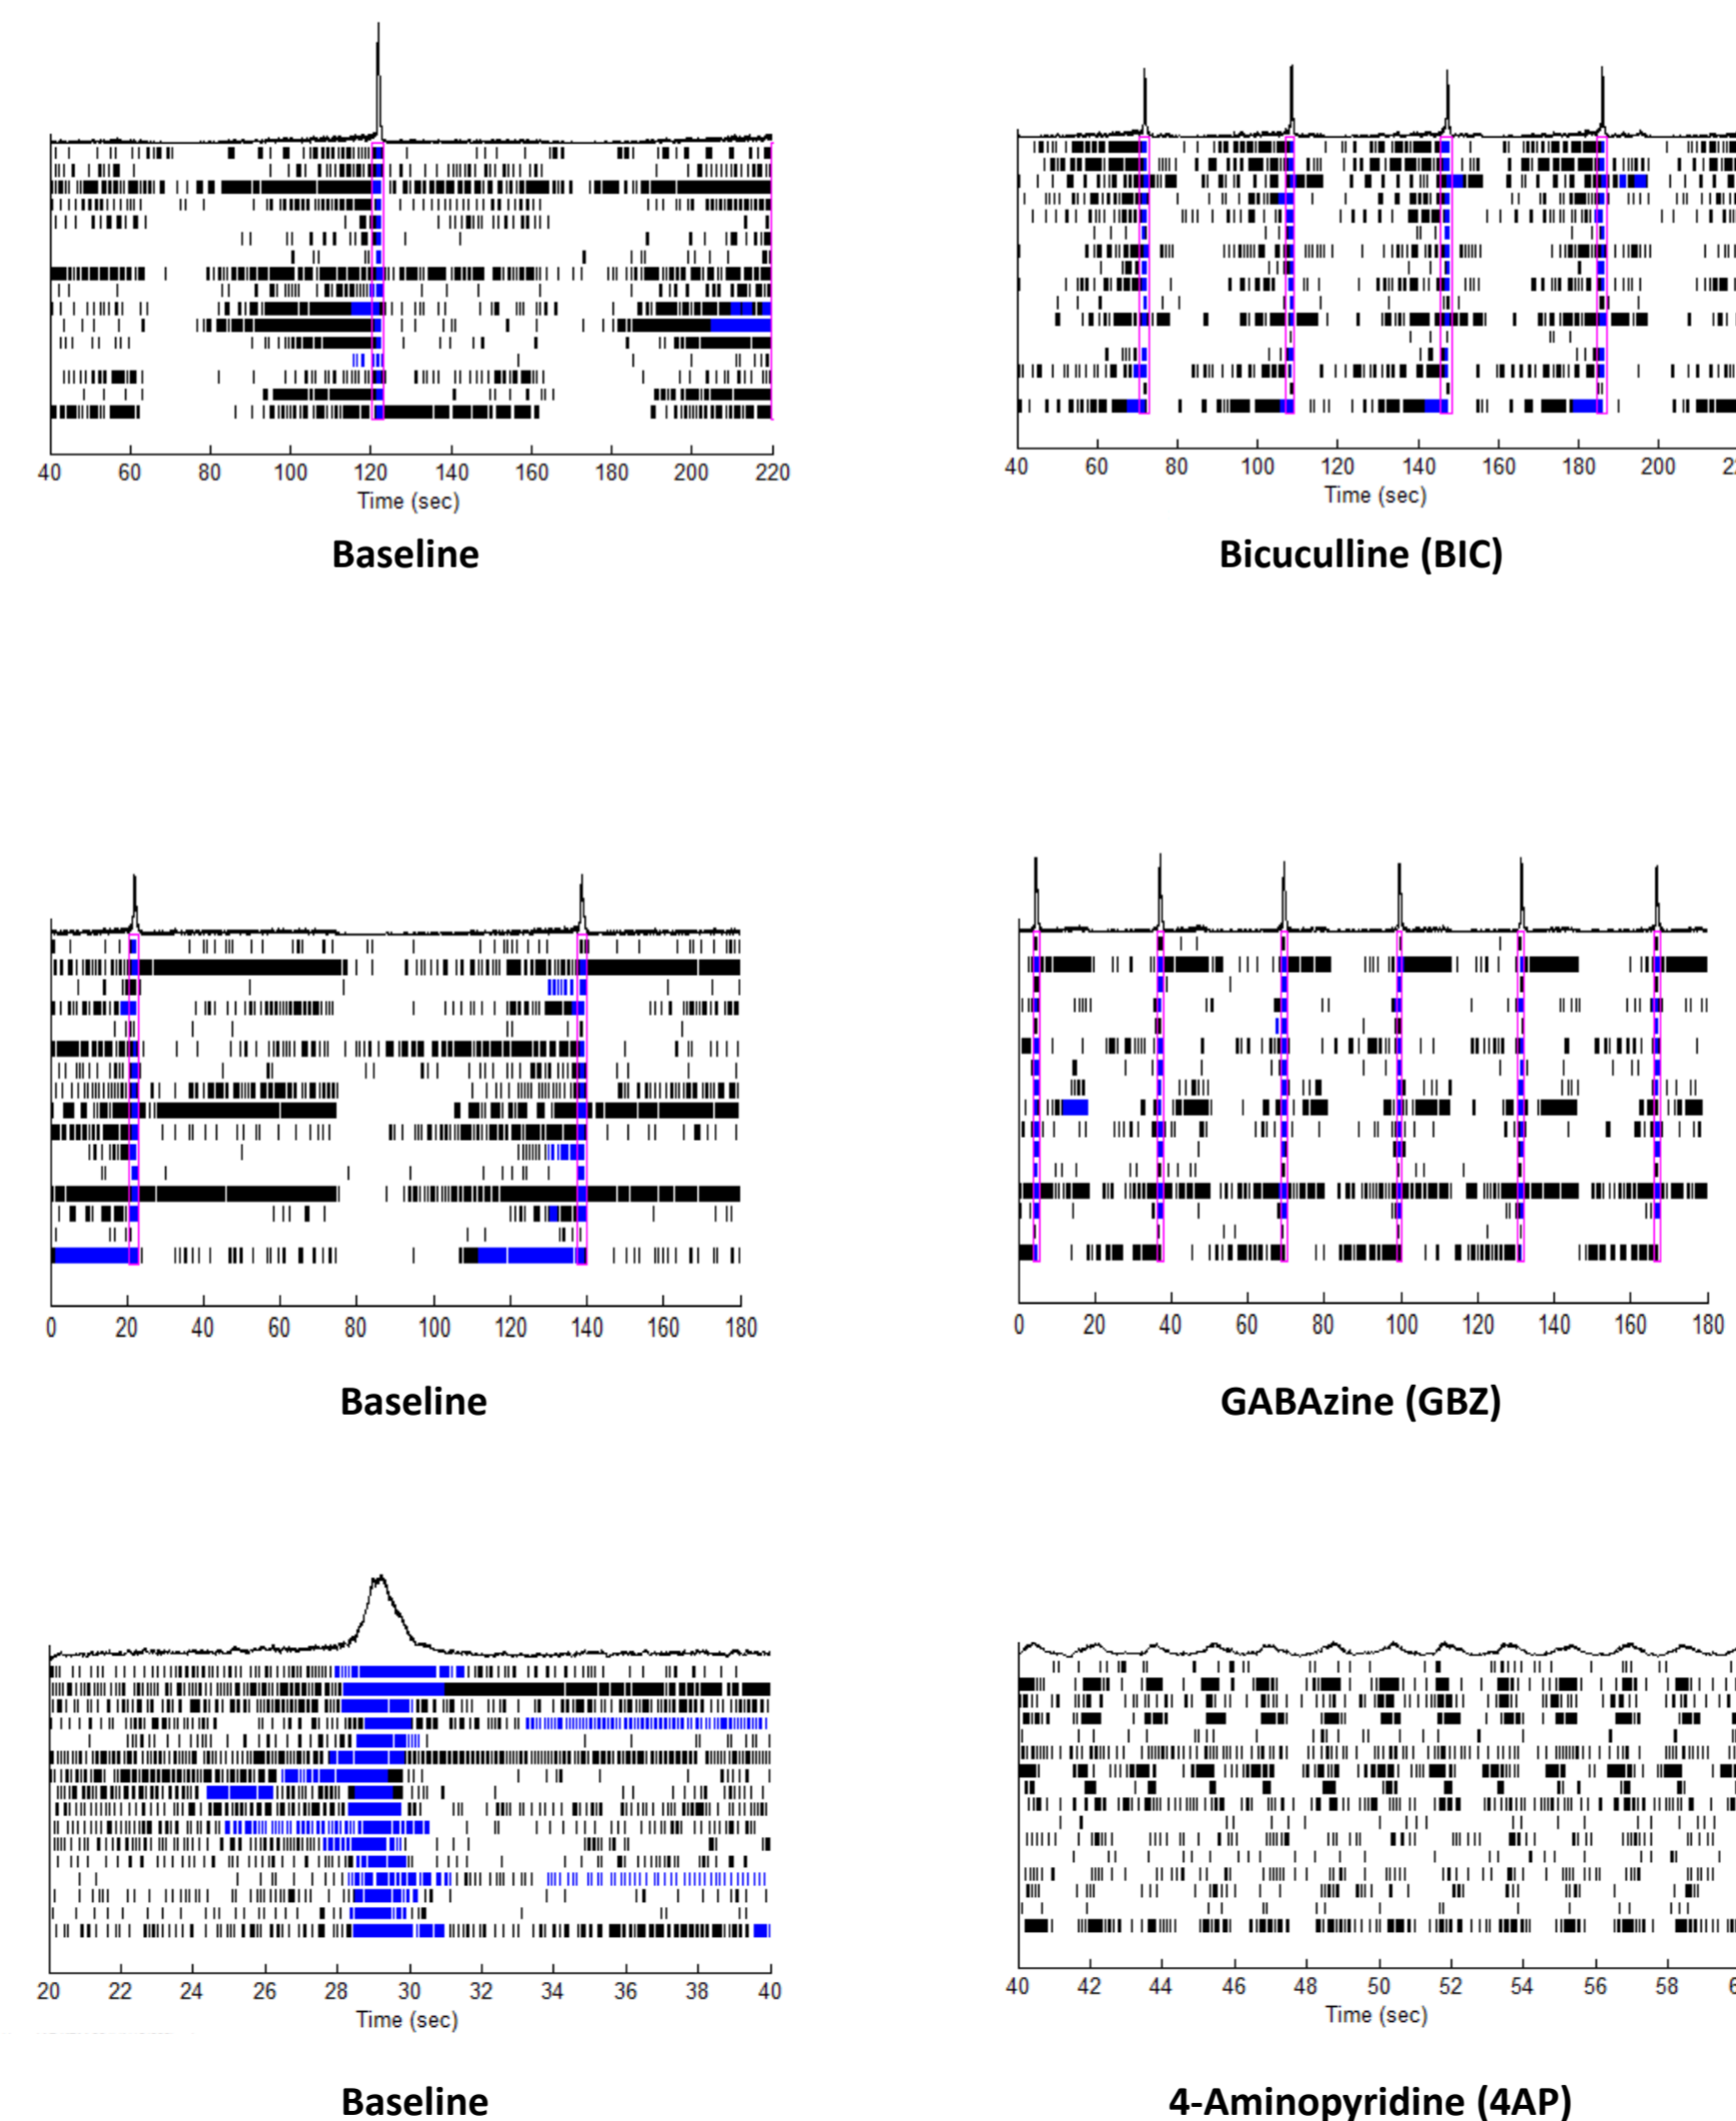 40 60 80 100 120 140 160 180 200 220
Time (sec)
Baseline
40 60 80 100 120 140 160 180 200
Time (sec)
Bicuculline (BIC)
0 20 40 60 80 100 120 140 160 180
Baseline
0 20 40 60 80 100 120 140 160 180
GABAzine (GBZ)
20 22 24 26 28 30 32 34 36 38 40
Time (sec)
Baseline
40 42 44 46 48 50 52 54 56 58
Time (sec)
4-Aminopyridine (4AP)